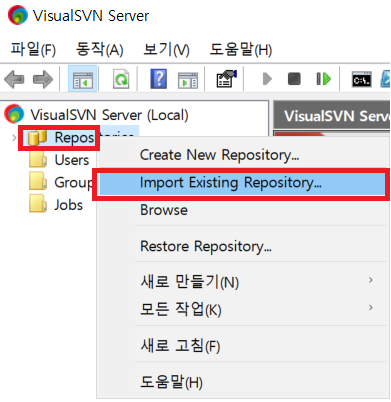 VisualSVN Server
파일(F) 동작(A) 보기(V) 도움말(H)
VisualSVN Server (Local)
VisualSVN Serve
Repos
Users
Group
Jobs
Create New Repository...
Import Existing Repository...
Browse
Restore Repository...
새로 만들기(N)
모든 작업(K)
새로 고침(F)
도움말(H)